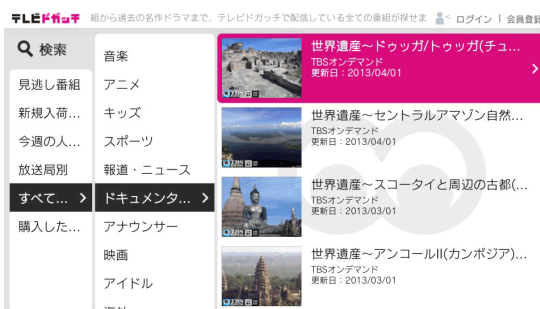 テレビドガッチ 組から過去の名作ドラマまで、テレビドガッチで配信している全ての番組が探せま ログイン | 会員登録
検索
見逃し番組
新規入荷...
今週の人...
放送局別
すべて...
購入した...
音楽
アニメ
キッズ
スポーツ
報道・ニュース
ドキュメンタ...
アナウンサー
映画
アイドル
世界遺産～ドゥッガ/トゥッガ(チュ...
TBSオンデマンド
更新日：2013/04/01
世界遺産～セントラルアマゾン自然...
TBSオンデマンド
更新日：2013/04/01
世界遺産～スコータイと周辺の古都(...
TBSオンデマンド
更新日：2013/03/01
世界遺産～アンコールII(カンボジア)...
TBSオンデマンド
更新日：2013/03/01